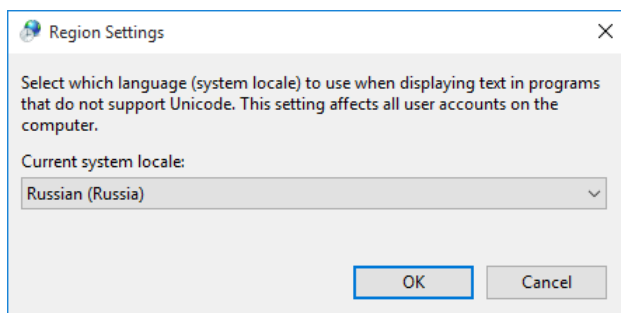 Region Settings
Select which language (system locale) to use when displaying text in programs
that do not support Unicode. This setting affects all user accounts on the
computer.
Current system locale:
Russian (Russia)
OK
Cancel